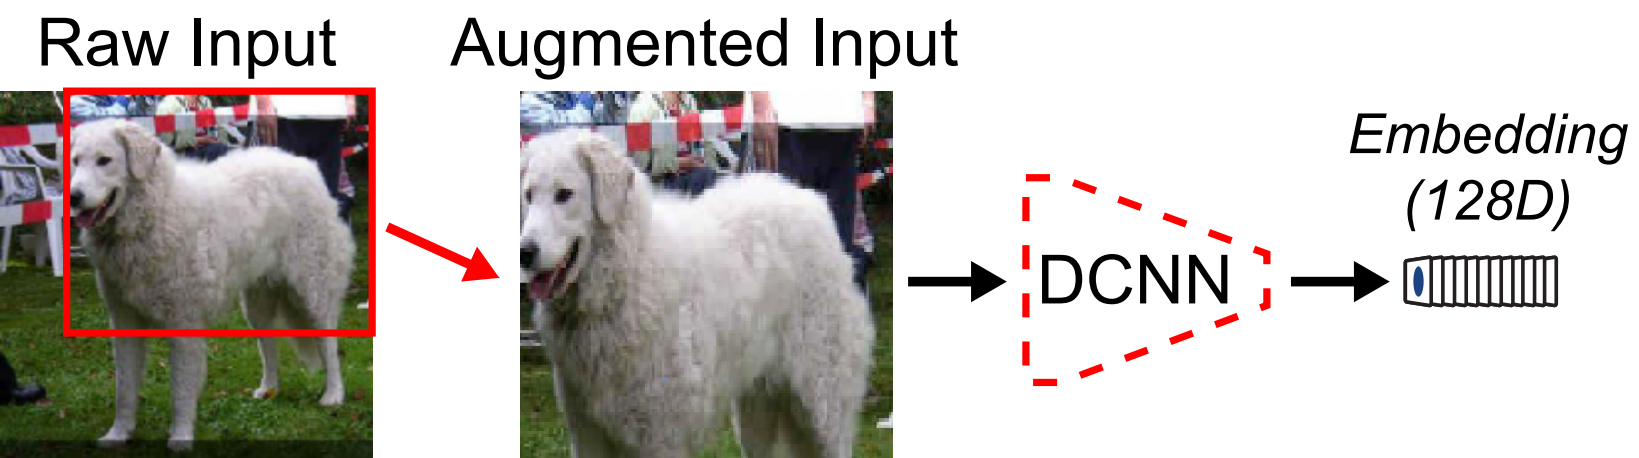 Raw Input
Augmented Input
DCNN
Embedding
(128D)